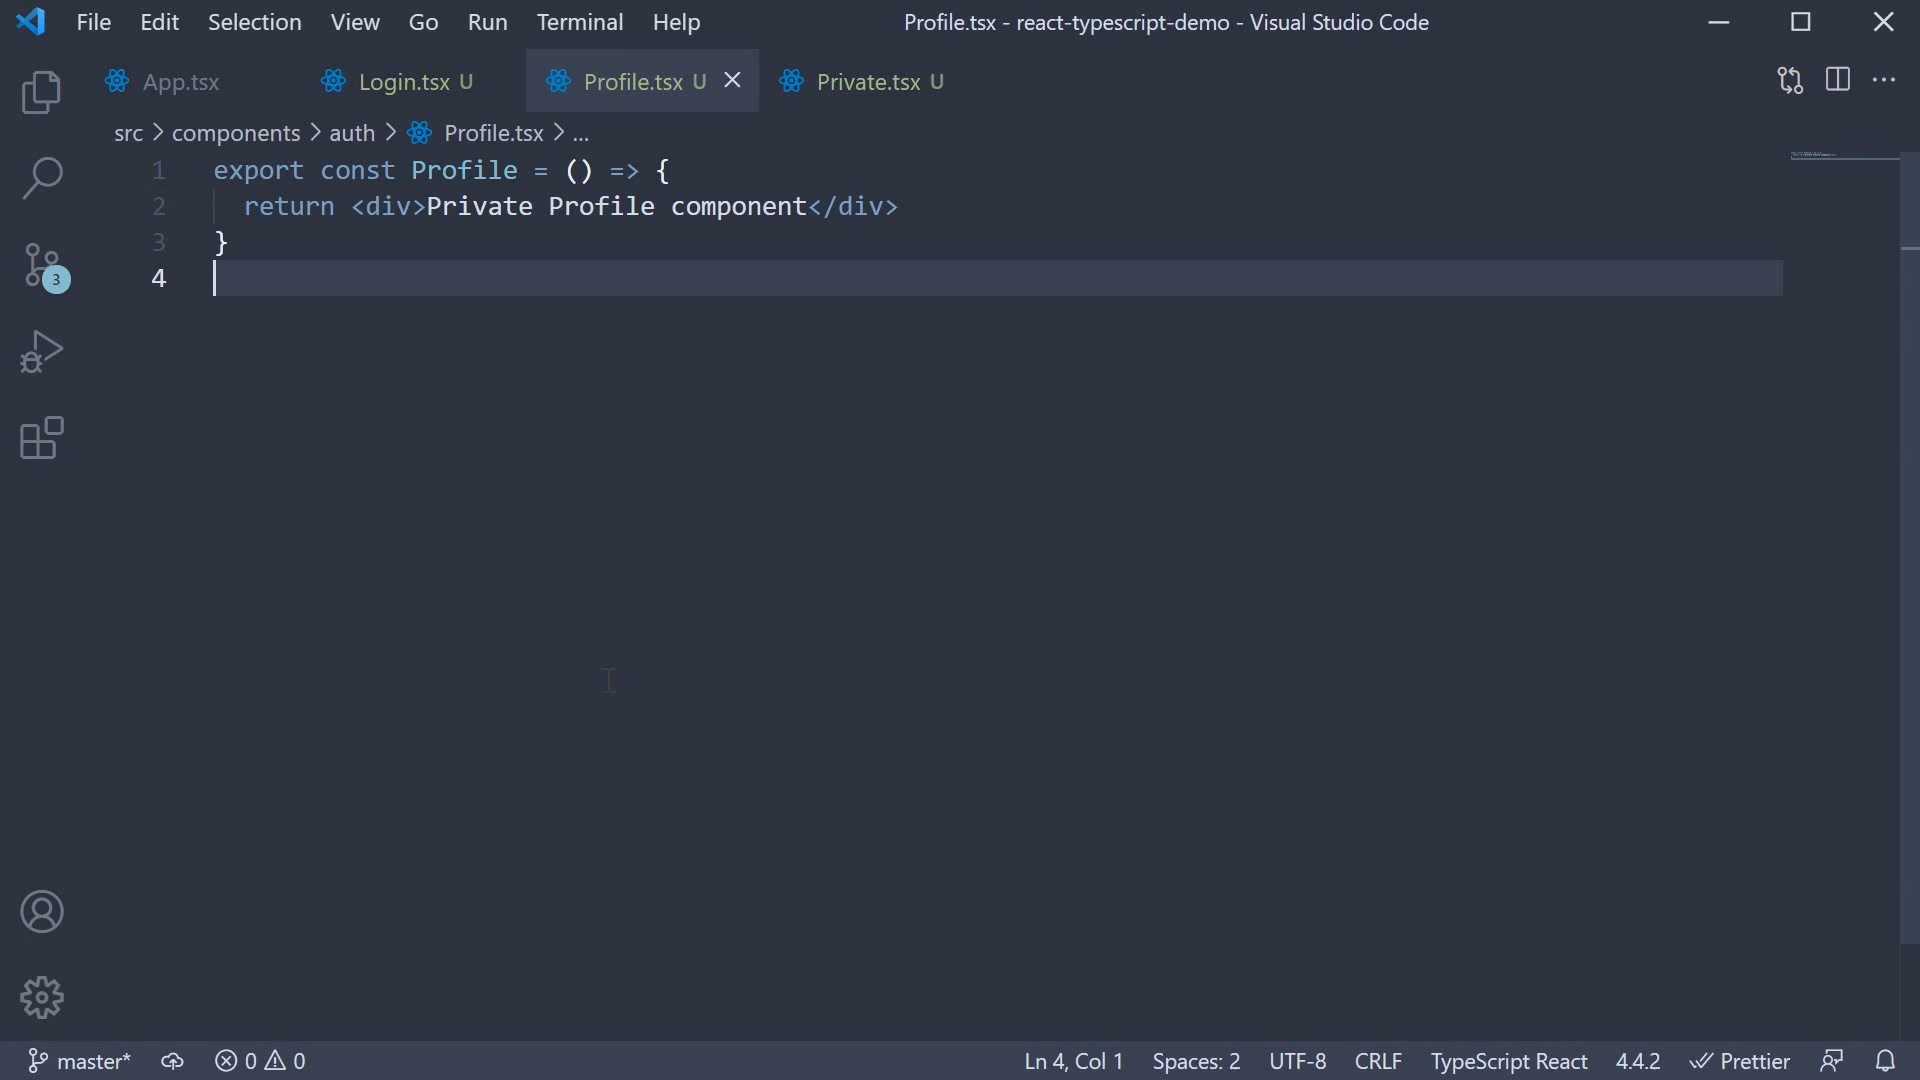 File Edit Selection View Go Run Terminal Help Profile.tsx - react-typescript-demo - Visual Studio Code
App.tsx Login.tsx U Profile.tsx U Private.tsx U
src > components > auth > Profile.tsx > ...
1 export const Profile = () => {
2 return <div>Private Profile component</div>
3 }
4
3
master* 0 0 Ln 4, Col 1 Spaces: 2 UTF-8 CRLF TypeScript React 4.4.2 Prettier